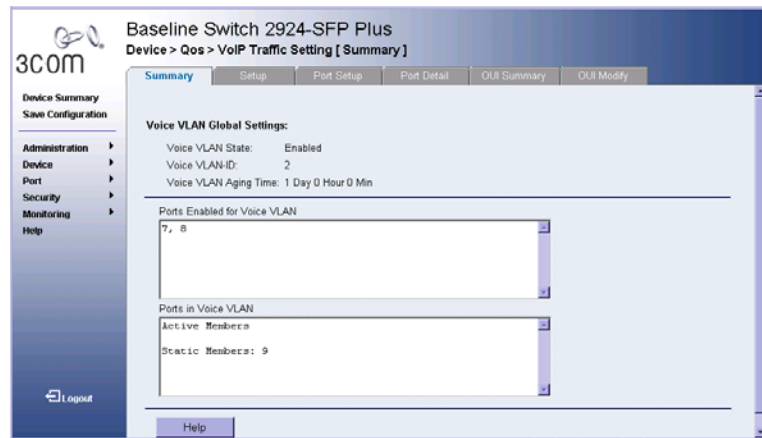 3COM
Baseline Switch 2924-SFP Plus
Device > Qos > VoIP Traffic Setting [ Summary ]
Summary Setup Port Setup Port Detail OUI Summary OUI Modify
Device Summary
Save Configuration
Administration
Device
Port
Security
Monitoring
Help
Logout
Voice VLAN Global Settings:
Voice VLAN State: Enabled
Voice VLAN-ID: 2
Voice VLAN Aging Time: 1 Day 0 Hour 0 Min
Ports Enabled for Voice VLAN
7, 8
Ports in Voice VLAN
Active Members
Static Members: 9
Help